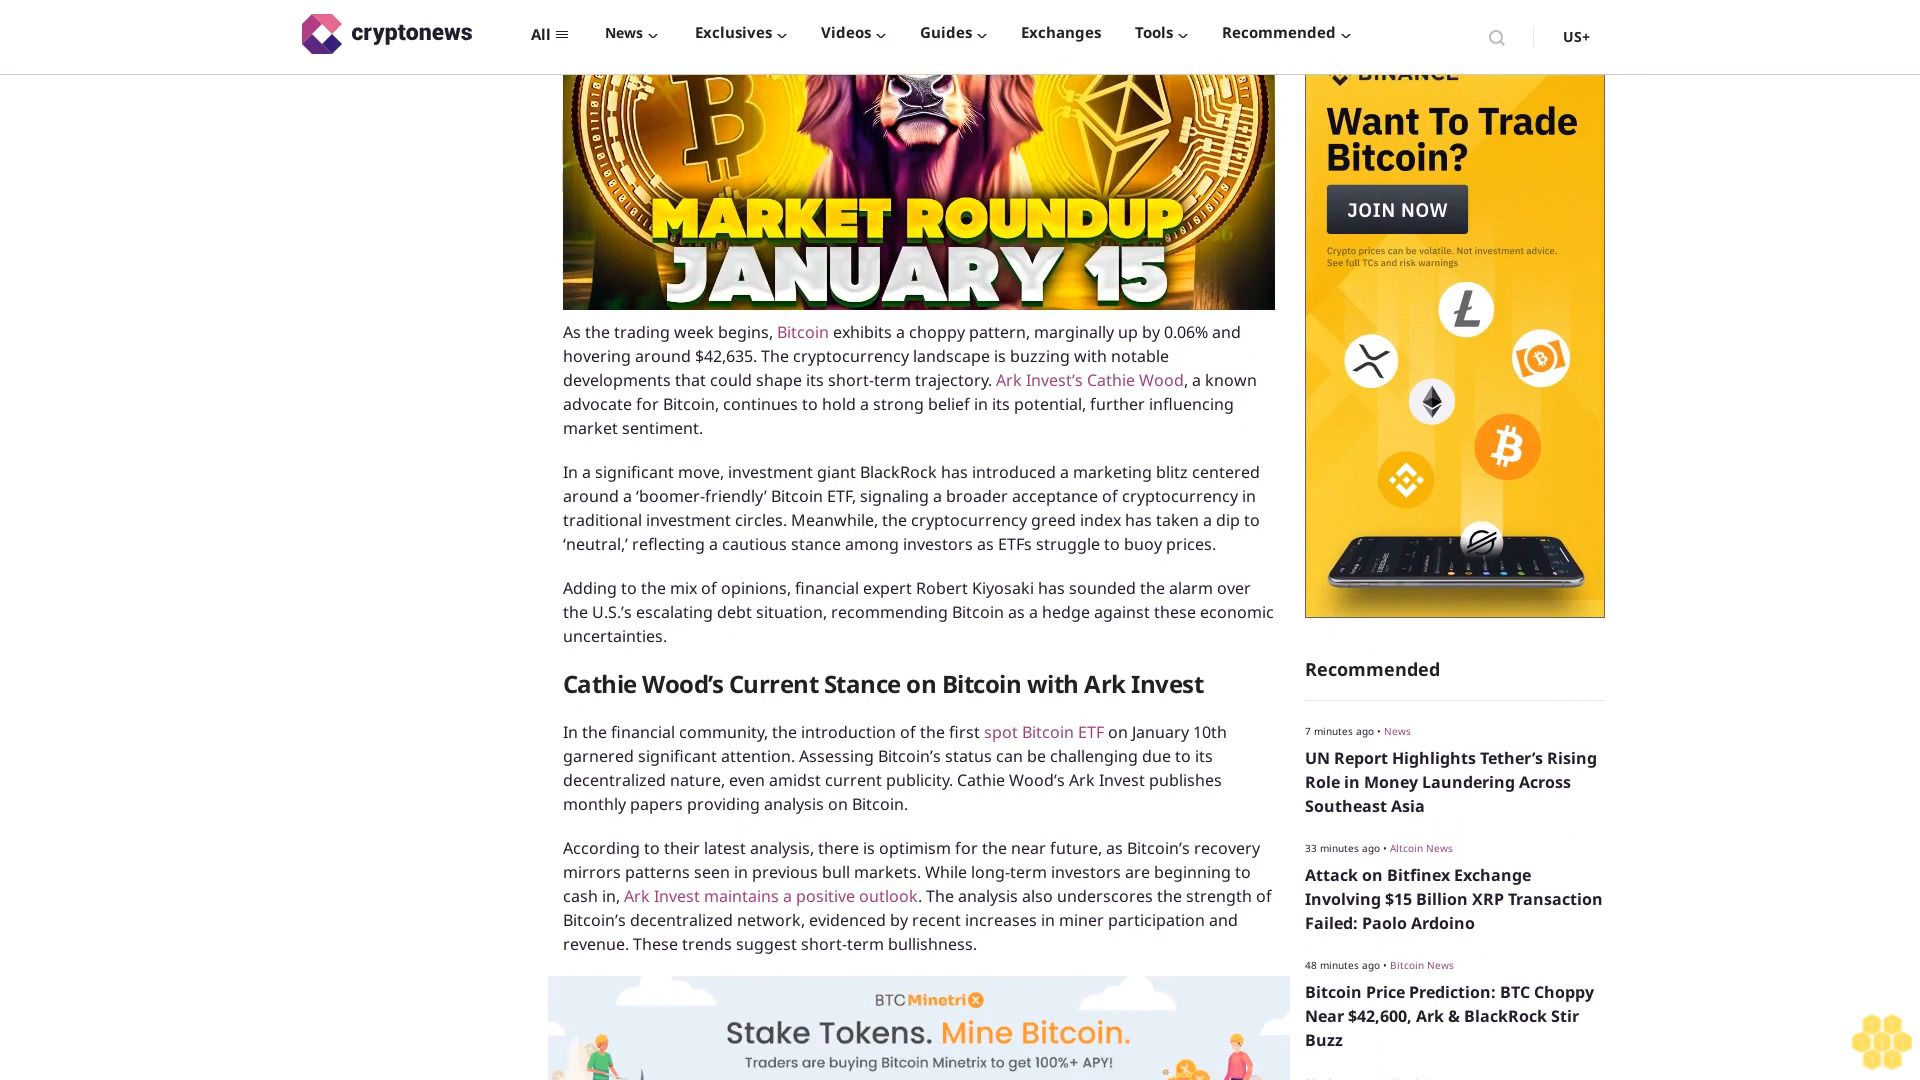 cryptonews
All
News
Exclusives
Videos
Guides
Exchanges
Tools
Recommended
US+
MARKET ROUNDUP
JANUARY 15
As the trading week begins, Bitcoin exhibits a choppy pattern, marginally up by 0.06% and
hovering around $42,635. The cryptocurrency landscape is buzzing with notable
developments that could shape its short-term trajectory. Ark Invest’s Cathie Wood, a known
advocate for Bitcoin, continues to hold a strong belief in its potential, further influencing
market sentiment.
In a significant move, investment giant BlackRock has introduced a marketing blitz centered
around a ‘boomer-friendly’ Bitcoin ETF, signaling a broader acceptance of cryptocurrency in
traditional investment circles. Meanwhile, the cryptocurrency greed index has taken a dip to
‘neutral,’ reflecting a cautious stance among investors as ETFs struggle to buoy prices.
Adding to the mix of opinions, financial expert Robert Kiyosaki has sounded the alarm over
the U.S.’s escalating debt situation, recommending Bitcoin as a hedge against these economic
uncertainties.
Cathie Wood’s Current Stance on Bitcoin with Ark Invest
In the financial community, the introduction of the first spot Bitcoin ETF on January 10th
garnered significant attention. Assessing Bitcoin’s status can be challenging due to its
decentralized nature, even amidst current publicity. Cathie Wood’s Ark Invest publishes
monthly papers providing analysis on Bitcoin.
According to their latest analysis, there is optimism for the near future, as Bitcoin’s recovery
mirrors patterns seen in previous bull markets. While long-term investors are beginning to
cash in, Ark Invest maintains a positive outlook. The analysis also underscores the strength of
Bitcoin’s decentralized network, evidenced by recent increases in miner participation and
revenue. These trends suggest short-term bullishness.
BTC Minetrix
Stake Tokens. Mine Bitcoin.
Traders are buying Bitcoin Minetrix to get 100%+ APY!
BINANCE
Want To Trade
Bitcoin?
JOIN NOW
Crypto prices can be volatile. Not investment advice.
See full TCs and risk warnings
Recommended
7 minutes ago • News
UN Report Highlights Tether’s Rising
Role in Money Laundering Across
Southeast Asia
33 minutes ago • Altcoin News
Attack on Bitfinex Exchange
Involving $15 Billion XRP Transaction
Failed: Paolo Ardoino
48 minutes ago • Bitcoin News
Bitcoin Price Prediction: BTC Choppy
Near $42,600, Ark & BlackRock Stir
Buzz